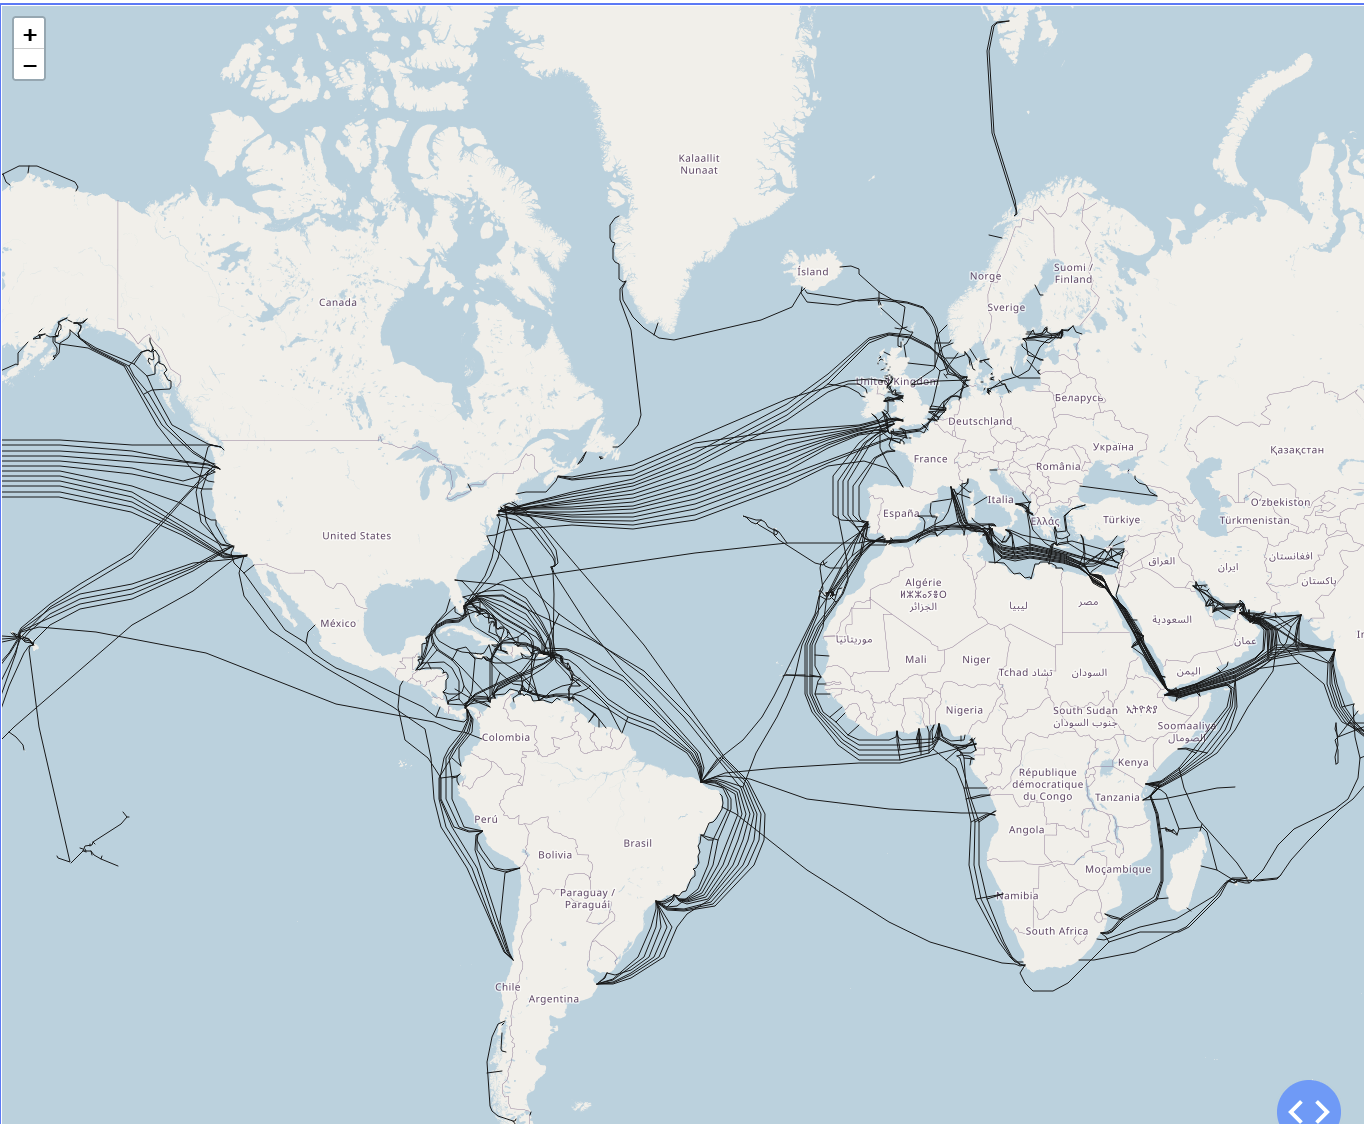 +
−
Kalaallit
Nunaat
Ísland
Norge
Suomi /
Finland
Sverige
Canada
United Kingdom
Беларусь
Deutschland
Україна
France
România
Қазақстан
Italia
España
Ελλάς
Türkiye
Oʻzbekiston
Türkmenistan
United States
العراق
ايران
افغانستان
پاکستان
Algérie
ⵍⵣⵣⴰⵢⴻⵔ
الجزائر
ليبيا
مصر
السعودية
México
موريتانيا
عمان
Mali
Niger
Tchad تشاد
السودان
اليمن
Nigeria
South Sudan
جنوب السودان
ኢትዮጵያ
Soomaaliya
الصومال
Colombia
Kenya
République
démocratique
du Congo
Tanzania
Perú
Angola
Brasil
Bolivia
Moçambique
Paraguay /
Paraguái
Namibia
South Africa
Chile
Argentina